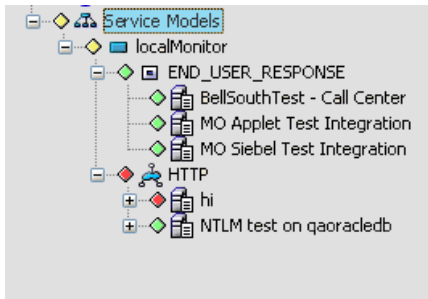 Service Models
localMonitor
END_USER_RESPONSE
BellSouthTest - Call Center
MO Applet Test Integration
MO Siebel Test Integration
HTTP
hi
NTLM test on qaoracledb